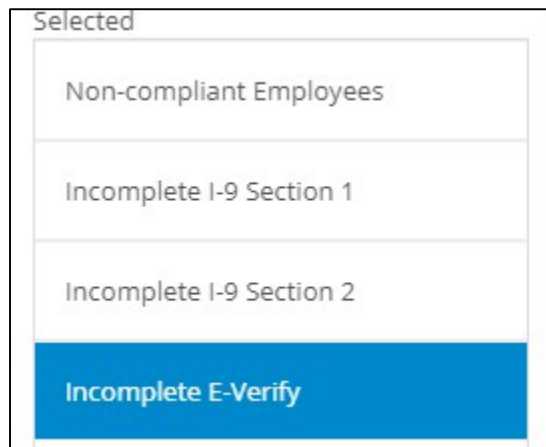 Selected
Non-compliant Employees
Incomplete I-9 Section 1
Incomplete I-9 Section 2
Incomplete E-Verify